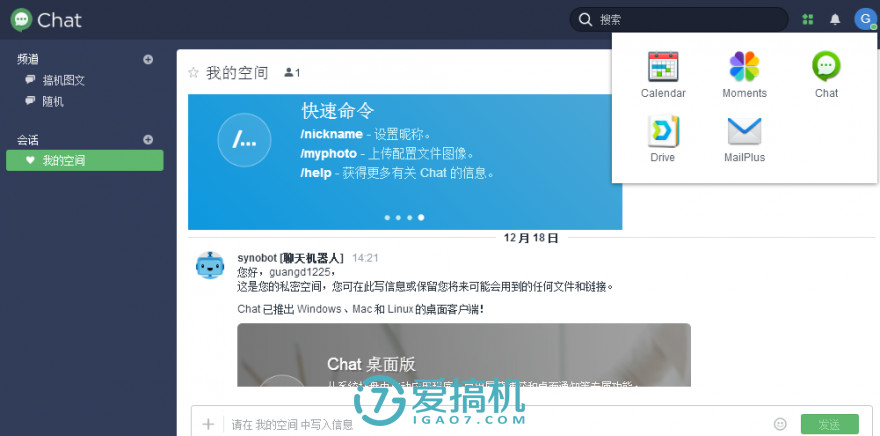 Chat
搜索
G
频道
搞机图文
随机
会话
我的空间
我的空间
1
Calendar
Moments
Chat
Drive
MailPlus
/...
快速命令
/nickname - 设置昵称。
/myphoto - 上传配置文件图像。
/help - 获得更多有关 Chat 的信息。
12 月 18 日
synobot [聊天机器人] 14:21
您好，guangd1225，
这是您的私密空间，您可在此写信息或保留您将来可能会用到的任何文件和链接。
Chat 已推出 Windows、Mac 和 Linux 的桌面客户端！
Chat 桌面版
爱搞机
IGAO7.COM
请在 我的空间 中写入信息
发送